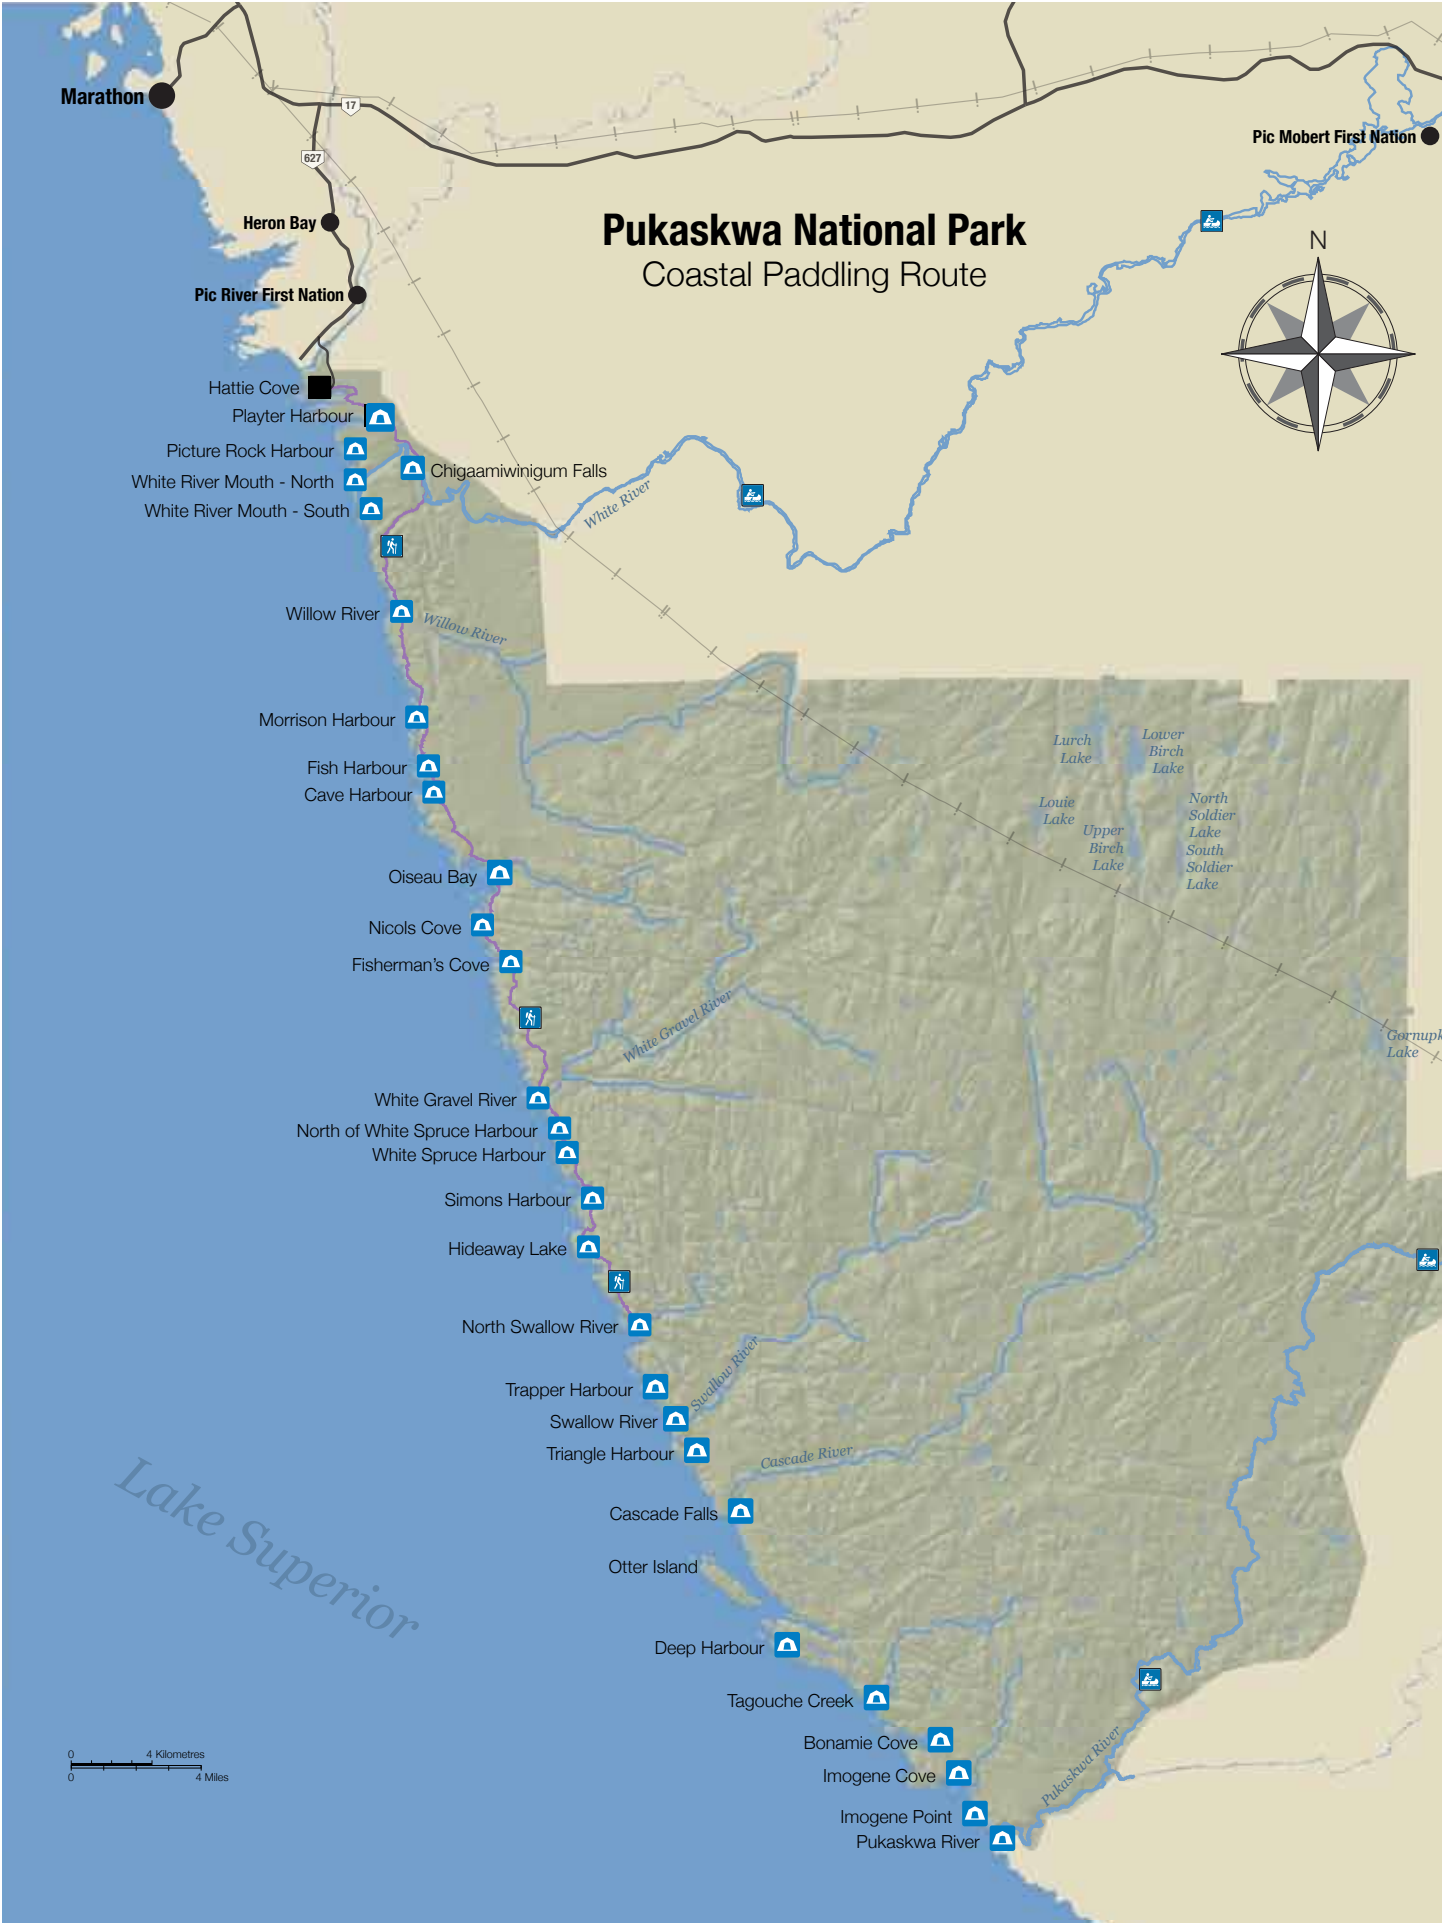 Marathon
17
627
Pic Mobert First Nation
Heron Bay
Pukaskwa National Park
Coastal Paddling Route
N
Pic River First Nation
Hattie Cove
Playter Harbour
Picture Rock Harbour
Chigaamiwinigum Falls
White River Mouth - North
White River
White River Mouth - South
Willow River
Willow River
Morrison Harbour
Lurch
Lake
Lower
Birch
Lake
Fish Harbour
Cave Harbour
Louie
Lake
North
Soldier
Lake
Upper
Birch
Lake
South
Soldier
Lake
Oiseau Bay
Nicols Cove
Fisherman's Cove
White Gravel River
Gornupk
Lake
White Gravel River
North of White Spruce Harbour
White Spruce Harbour
Simons Harbour
Hideaway Lake
North Swallow River
Swallow River
Trapper Harbour
Swallow River
Triangle Harbour
Cascade River
Lake Superior
Cascade Falls
Otter Island
Deep Harbour
Tagouche Creek
Bonamie Cove
Pukaskwa River
0 4 Kilometres
0 4 Miles
Imogene Cove
Imogene Point
Pukaskwa River